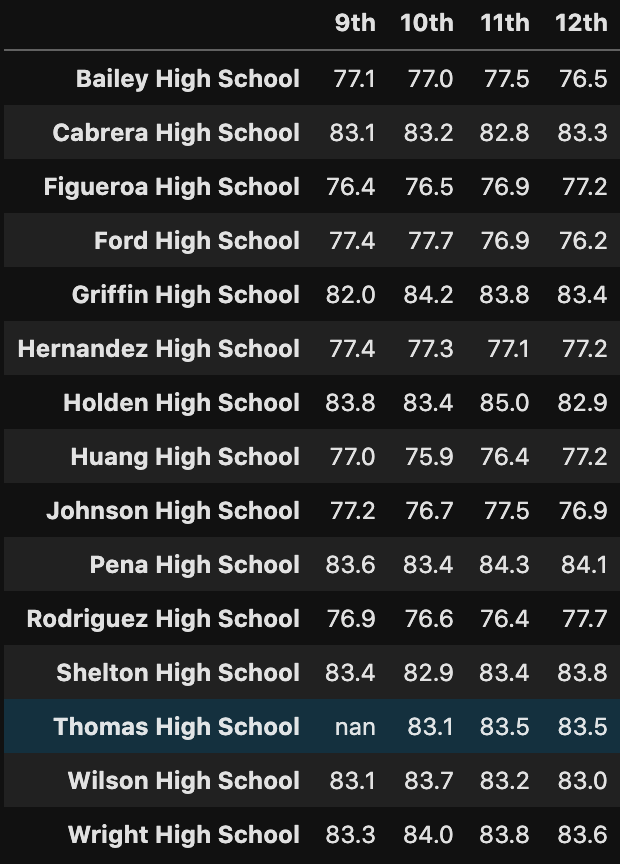 9th 10th 11th 12th
Bailey High School 77.1 77.0 77.5 76.5
Cabrera High School 83.1 83.2 82.8 83.3
Figueroa High School 76.4 76.5 76.9 77.2
Ford High School 77.4 77.7 76.9 76.2
Griffin High School 82.0 84.2 83.8 83.4
Hernandez High School 77.4 77.3 77.1 77.2
Holden High School 83.8 83.4 85.0 82.9
Huang High School 77.0 75.9 76.4 77.2
Johnson High School 77.2 76.7 77.5 76.9
Pena High School 83.6 83.4 84.3 84.1
Rodriguez High School 76.9 76.6 76.4 77.7
Shelton High School 83.4 82.9 83.4 83.8
Thomas High School nan 83.1 83.5 83.5
Wilson High School 83.1 83.7 83.2 83.0
Wright High School 83.3 84.0 83.8 83.6